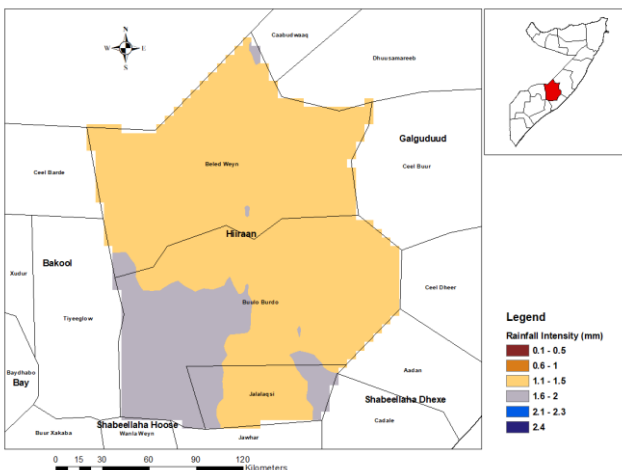 N
W E
S
Caabudwaaq
Dhuusamareeb
Galguduud
Ceel Buur
Ceel Barde
Beled Weyn
Hiiraan
Bakool
Xudur
Tiyeeglow
Buulo Burda
Ceel Dheer
Baydhabo
Bay
Aadan
Jalalaqsi
Shabeellaha Dhexe
Cadale
Shabeellaha Hoose
Wanla Weyn
Buur Xakaba
Jawhar
0 15 30 60 90 120
Kilometers
Legend
Rainfall Intensity (mm)
0.1 - 0.5
0.6 - 1
1.1 - 1.5
1.6 - 2
2.1 - 2.3
2.4